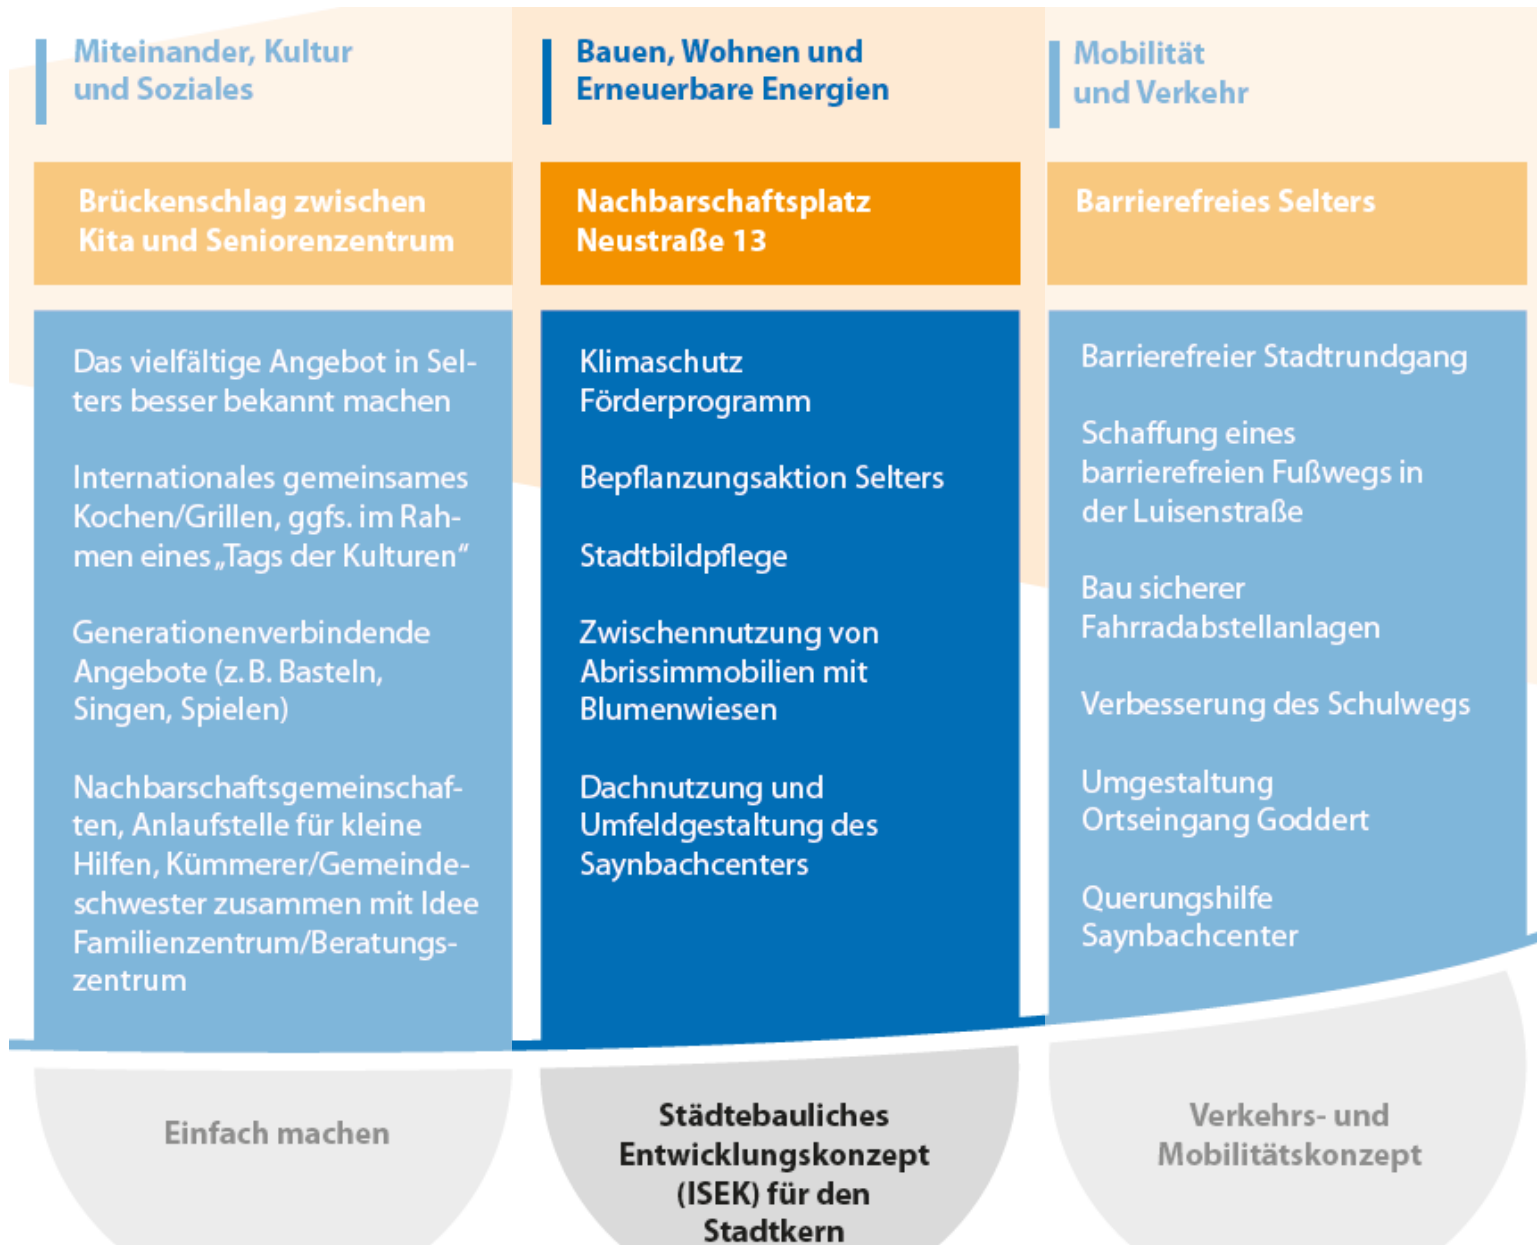 Miteinander, Kultur
und Soziales
Brückenschlag zwischen
Kita und Seniorenzentrum
Das vielfältige Angebot in Sel-
ters besser bekannt machen
Internationales gemeinsames
Kochen/Grillen, ggfs. im Rah-
men eines „Tags der Kulturen“
Generationenverbindende
Angebote (z. B. Basteln,
Singen, Spielen)
Nachbarschaftsgemeinschaf-
ten, Anlaufstelle für kleine
Hilfen, Kümmerer/Gemeinde-
schwester zusammen mit Idee
Familienzentrum/Beratungs-
zentrum
Einfach machen
Bauen, Wohnen und
Erneuerbare Energien
Nachbarschaftsplatz
Neustraße 13
Klimaschutz
Förderprogramm
Bepflanzungsaktion Selters
Stadtbildpflege
Zwischennutzung von
Abrissimmobilien mit
Blumenwiesen
Dachnutzung und
Umfeldgestaltung des
Saynbachcenters
Städtebauliches
Entwicklungskonzept
(ISEK) für den
Stadtkern
Mobilität
und Verkehr
Barrierefreies Selters
Barrierefreier Stadtrundgang
Schaffung eines
barrierefreien Fußwegs in
der Luisenstraße
Bau sicherer
Fahrradabstellanlagen
Verbesserung des Schulwegs
Umgestaltung
Ortseingang Goddert
Querungshilfe
Saynbachcenter
Verkehrs- und
Mobilitätskonzept